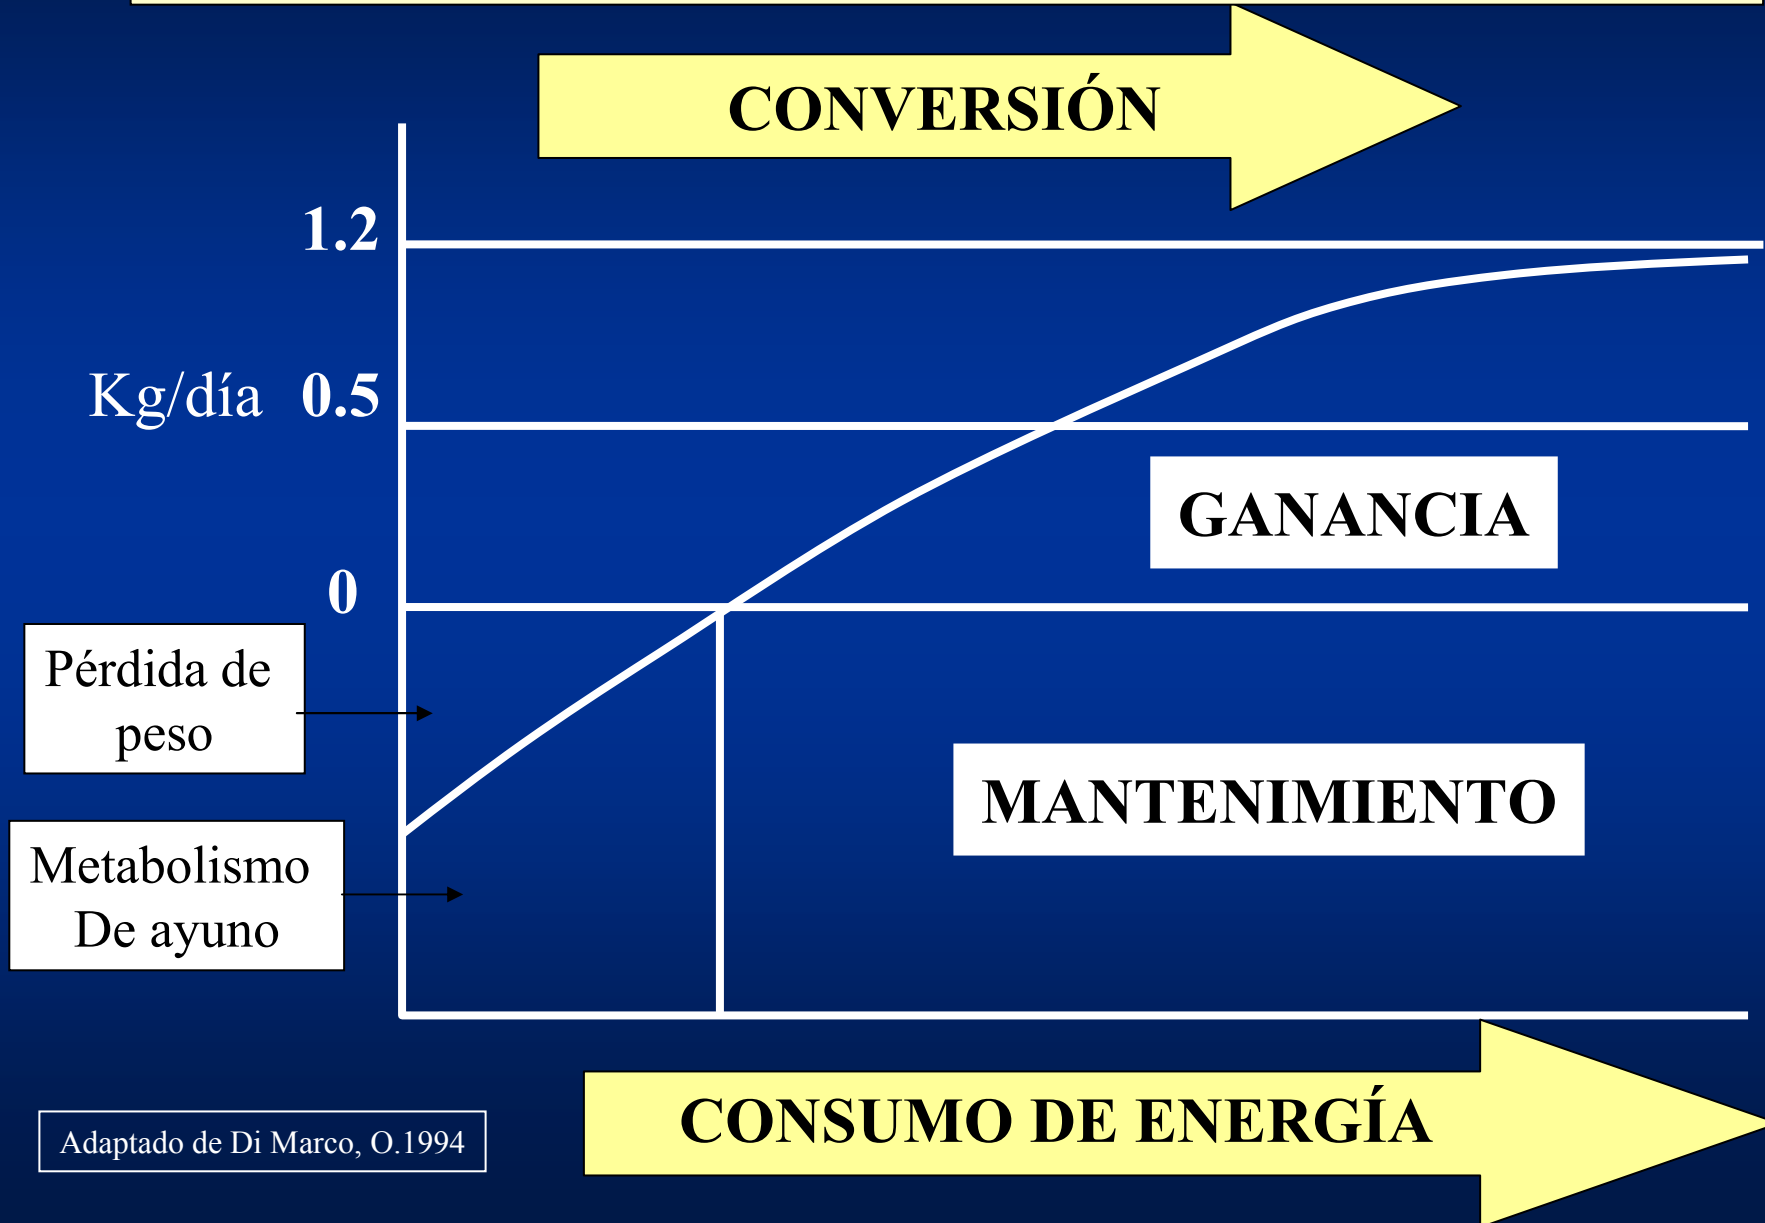 CONVERSIÓN
1.2
Kg/día 0.5
GANANCIA
0
Pérdida de
peso
MANTENIMIENTO
Metabolismo
De ayuno
CONSUMO DE ENERGÍA
Adaptado de Di Marco, O.1994